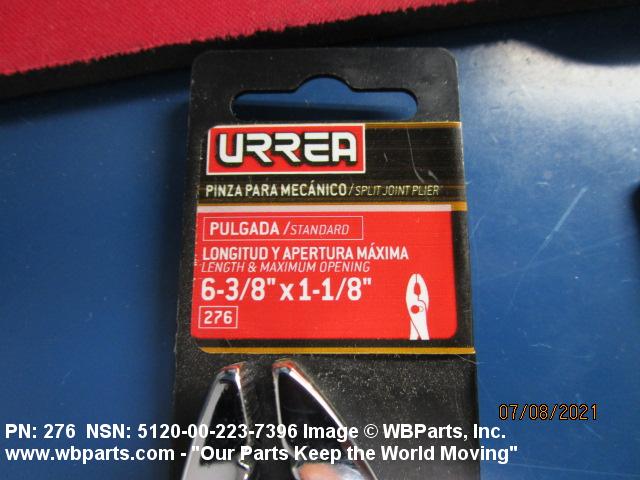 URREA
PINZA PARA MECÁNICO / SPLIT JOINT PLIER
PULGADA / STANDARD
LONGITUD Y APERTURA MÁXIMA
LENGTH & MAXIMUM OPENING
6-3/8" x 1-1/8"
276
07/08/2021
PN: 276 NSN: 5120-00-223-7396 Image © WBParts, Inc.
www.wbparts.com - "Our Parts Keep the World Moving"